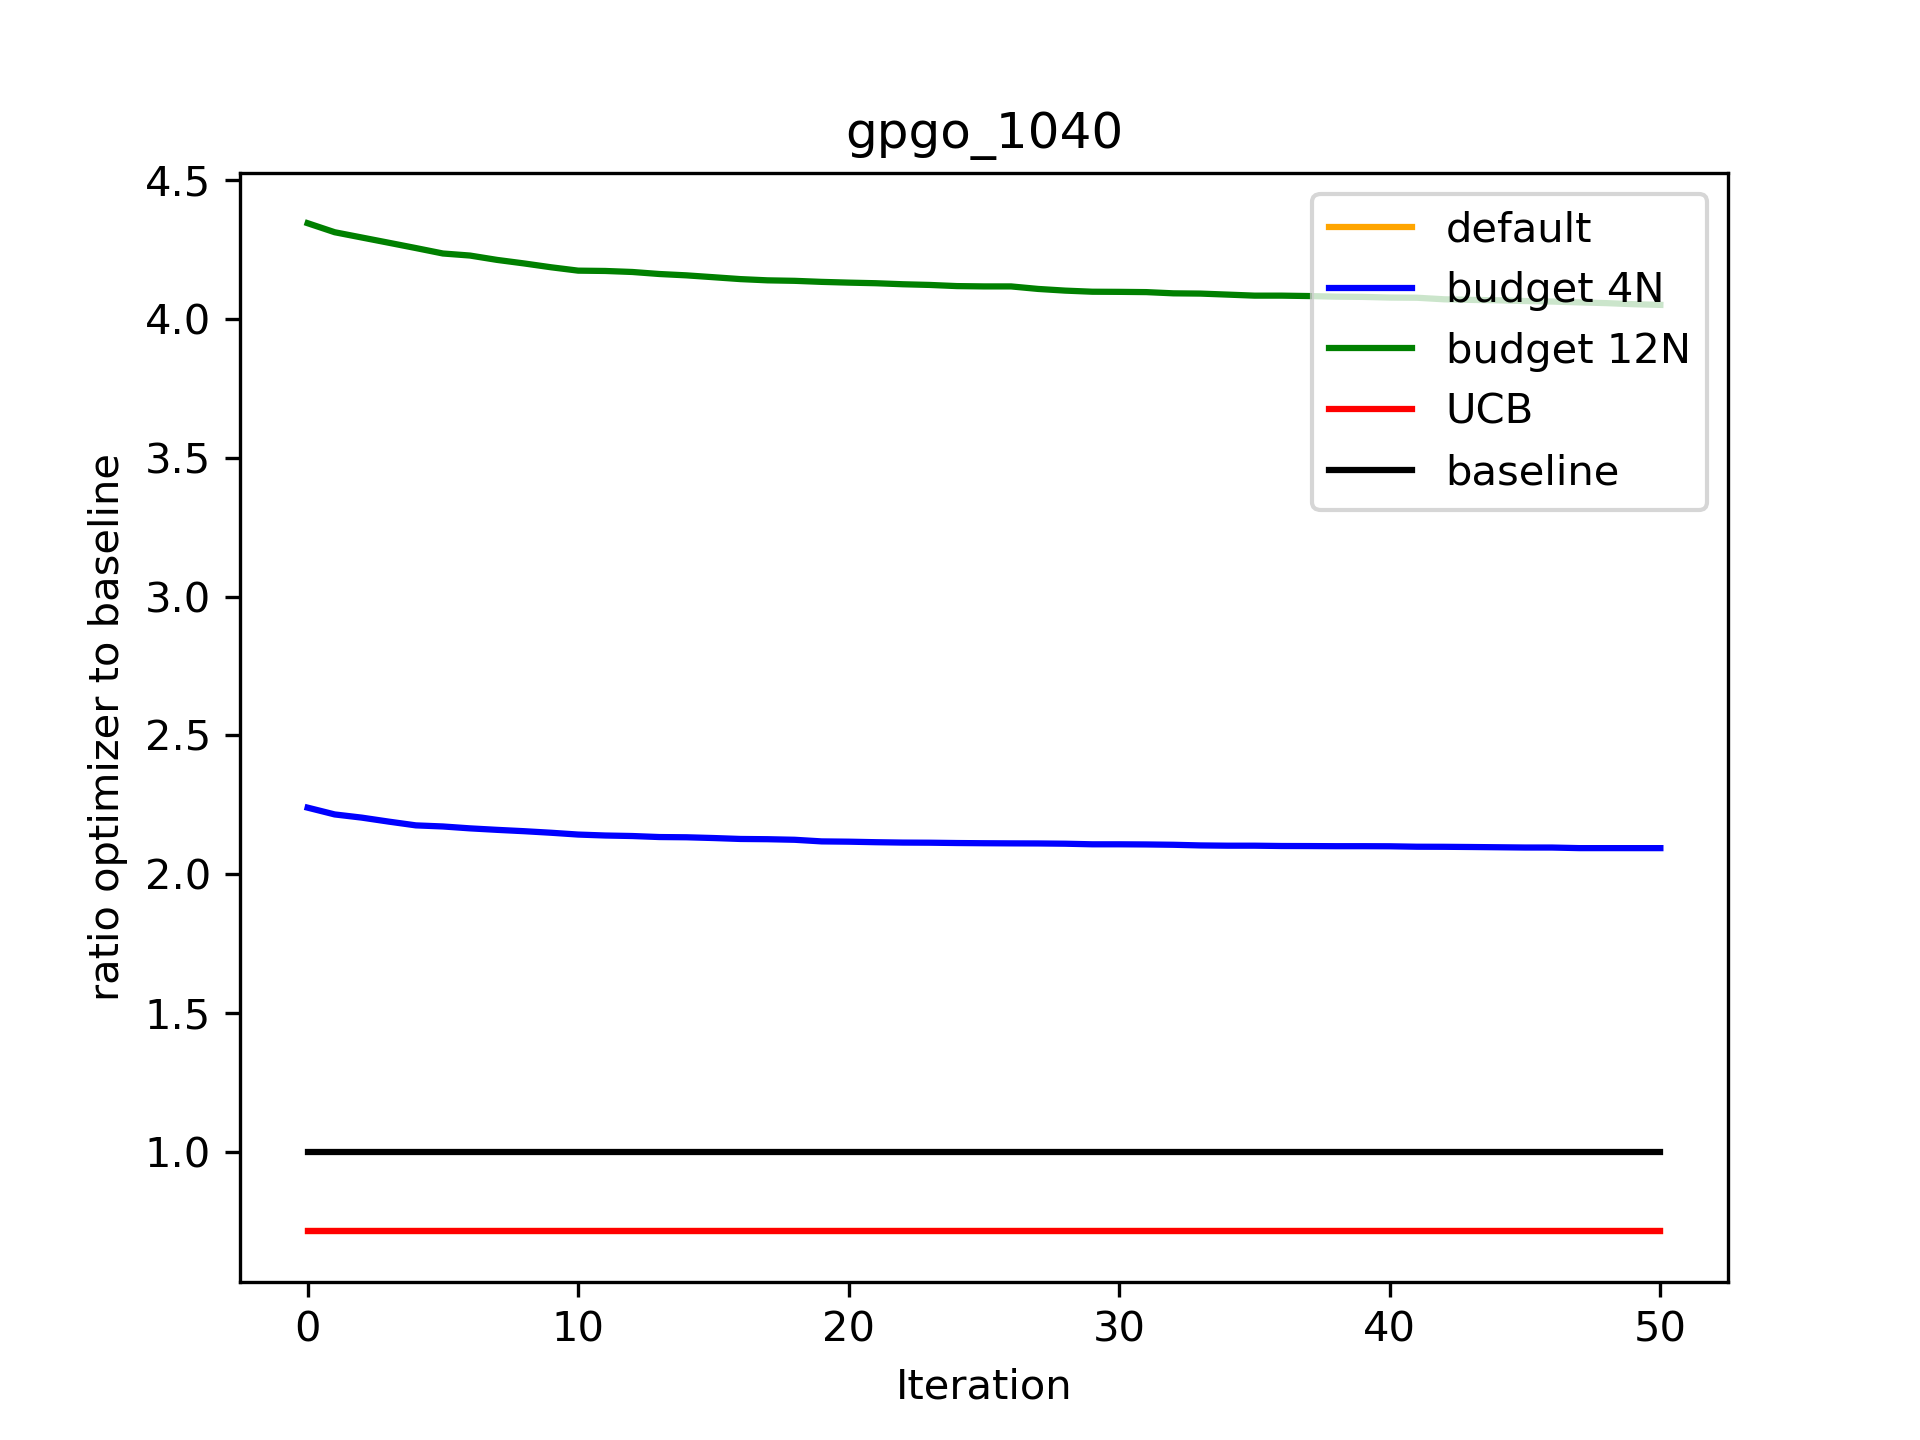 gpgo_1040
4.5
4.0
3.5
3.0
2.5
2.0
1.5
1.0
ratio optimizer to baseline
default
budget 4N
budget 12N
UCB
baseline
0 10 20 30 40 50
Iteration